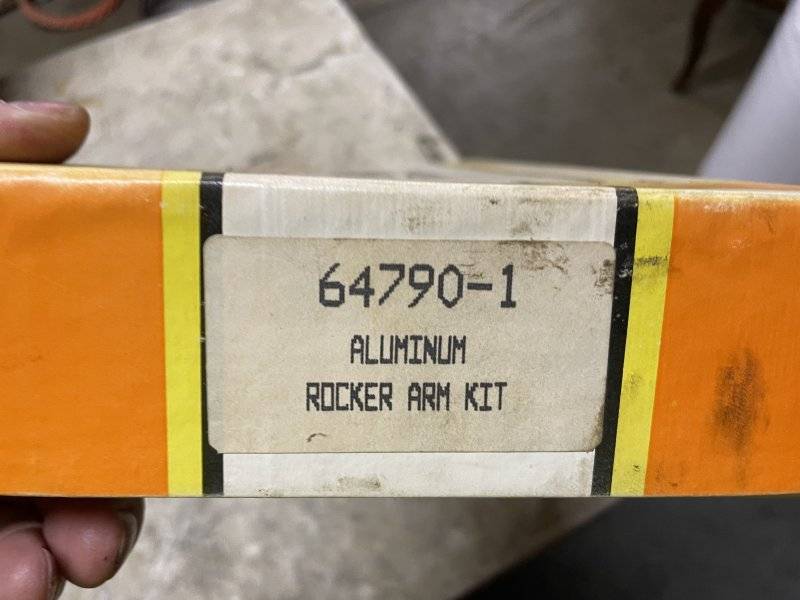 64790-1
ALUMINUM
ROCKER ARM KIT